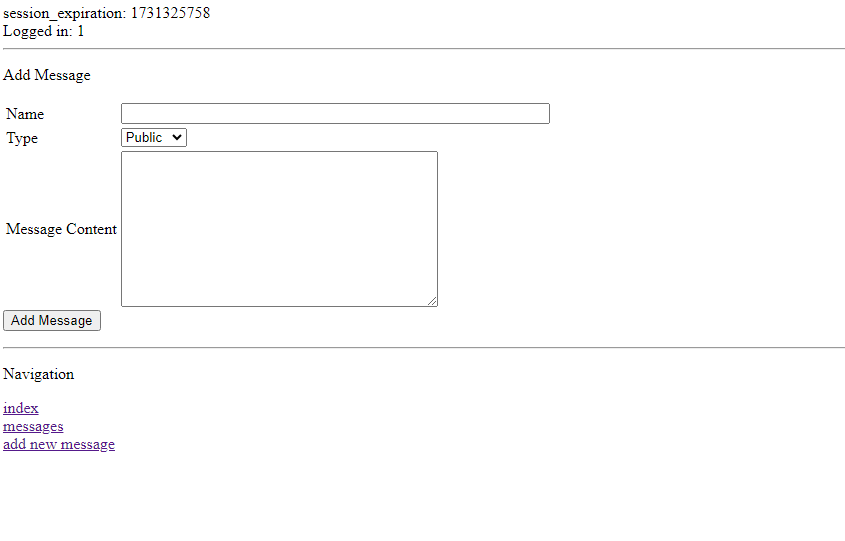 session_expiration: 1731325758
Logged in: 1
Add Message
Name
Type Public
Message Content
Add Message
Navigation
index
messages
add new message